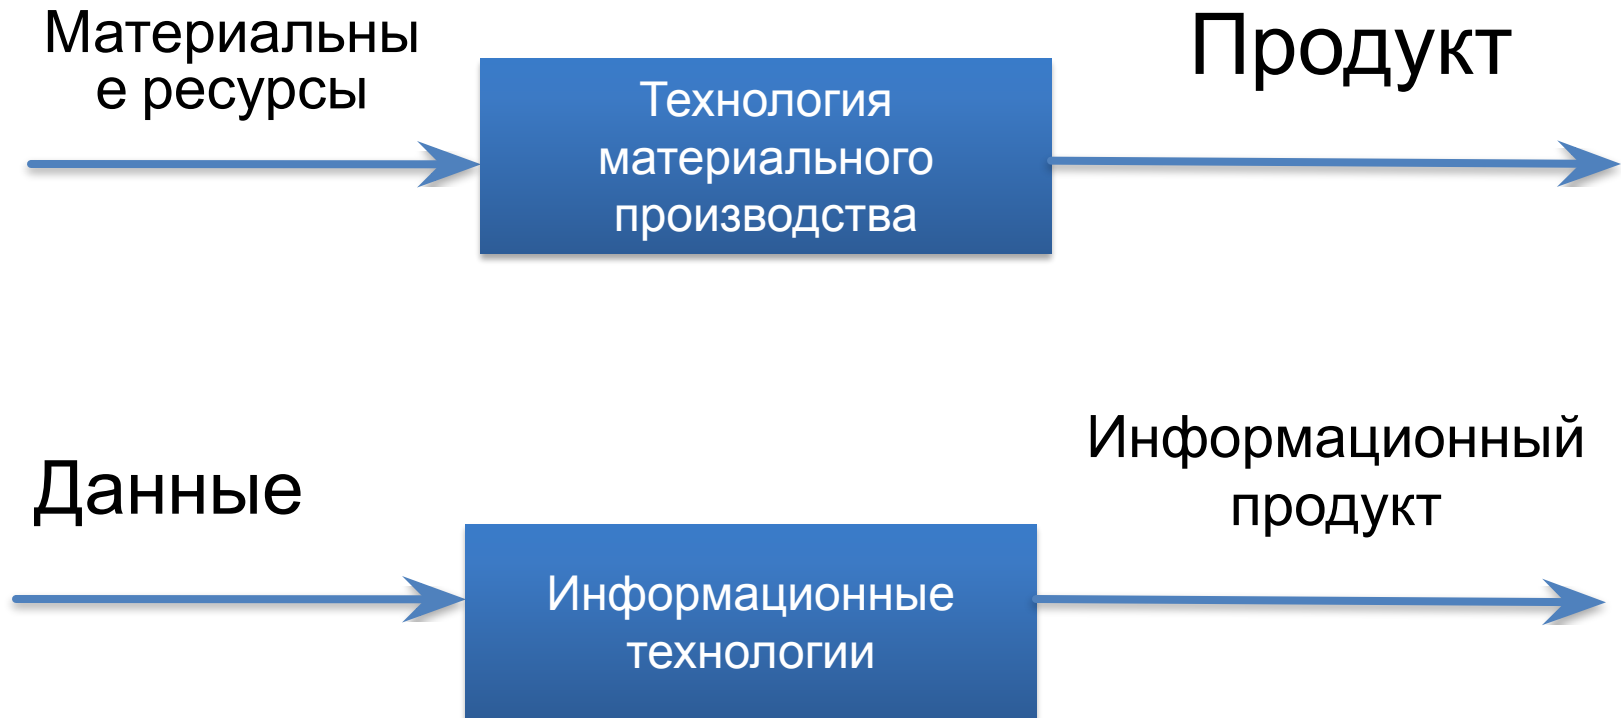 Материальны
е ресурсы
Технология
материального
производства
Продукт
Данные
Информационные
технологии
Информационный
продукт